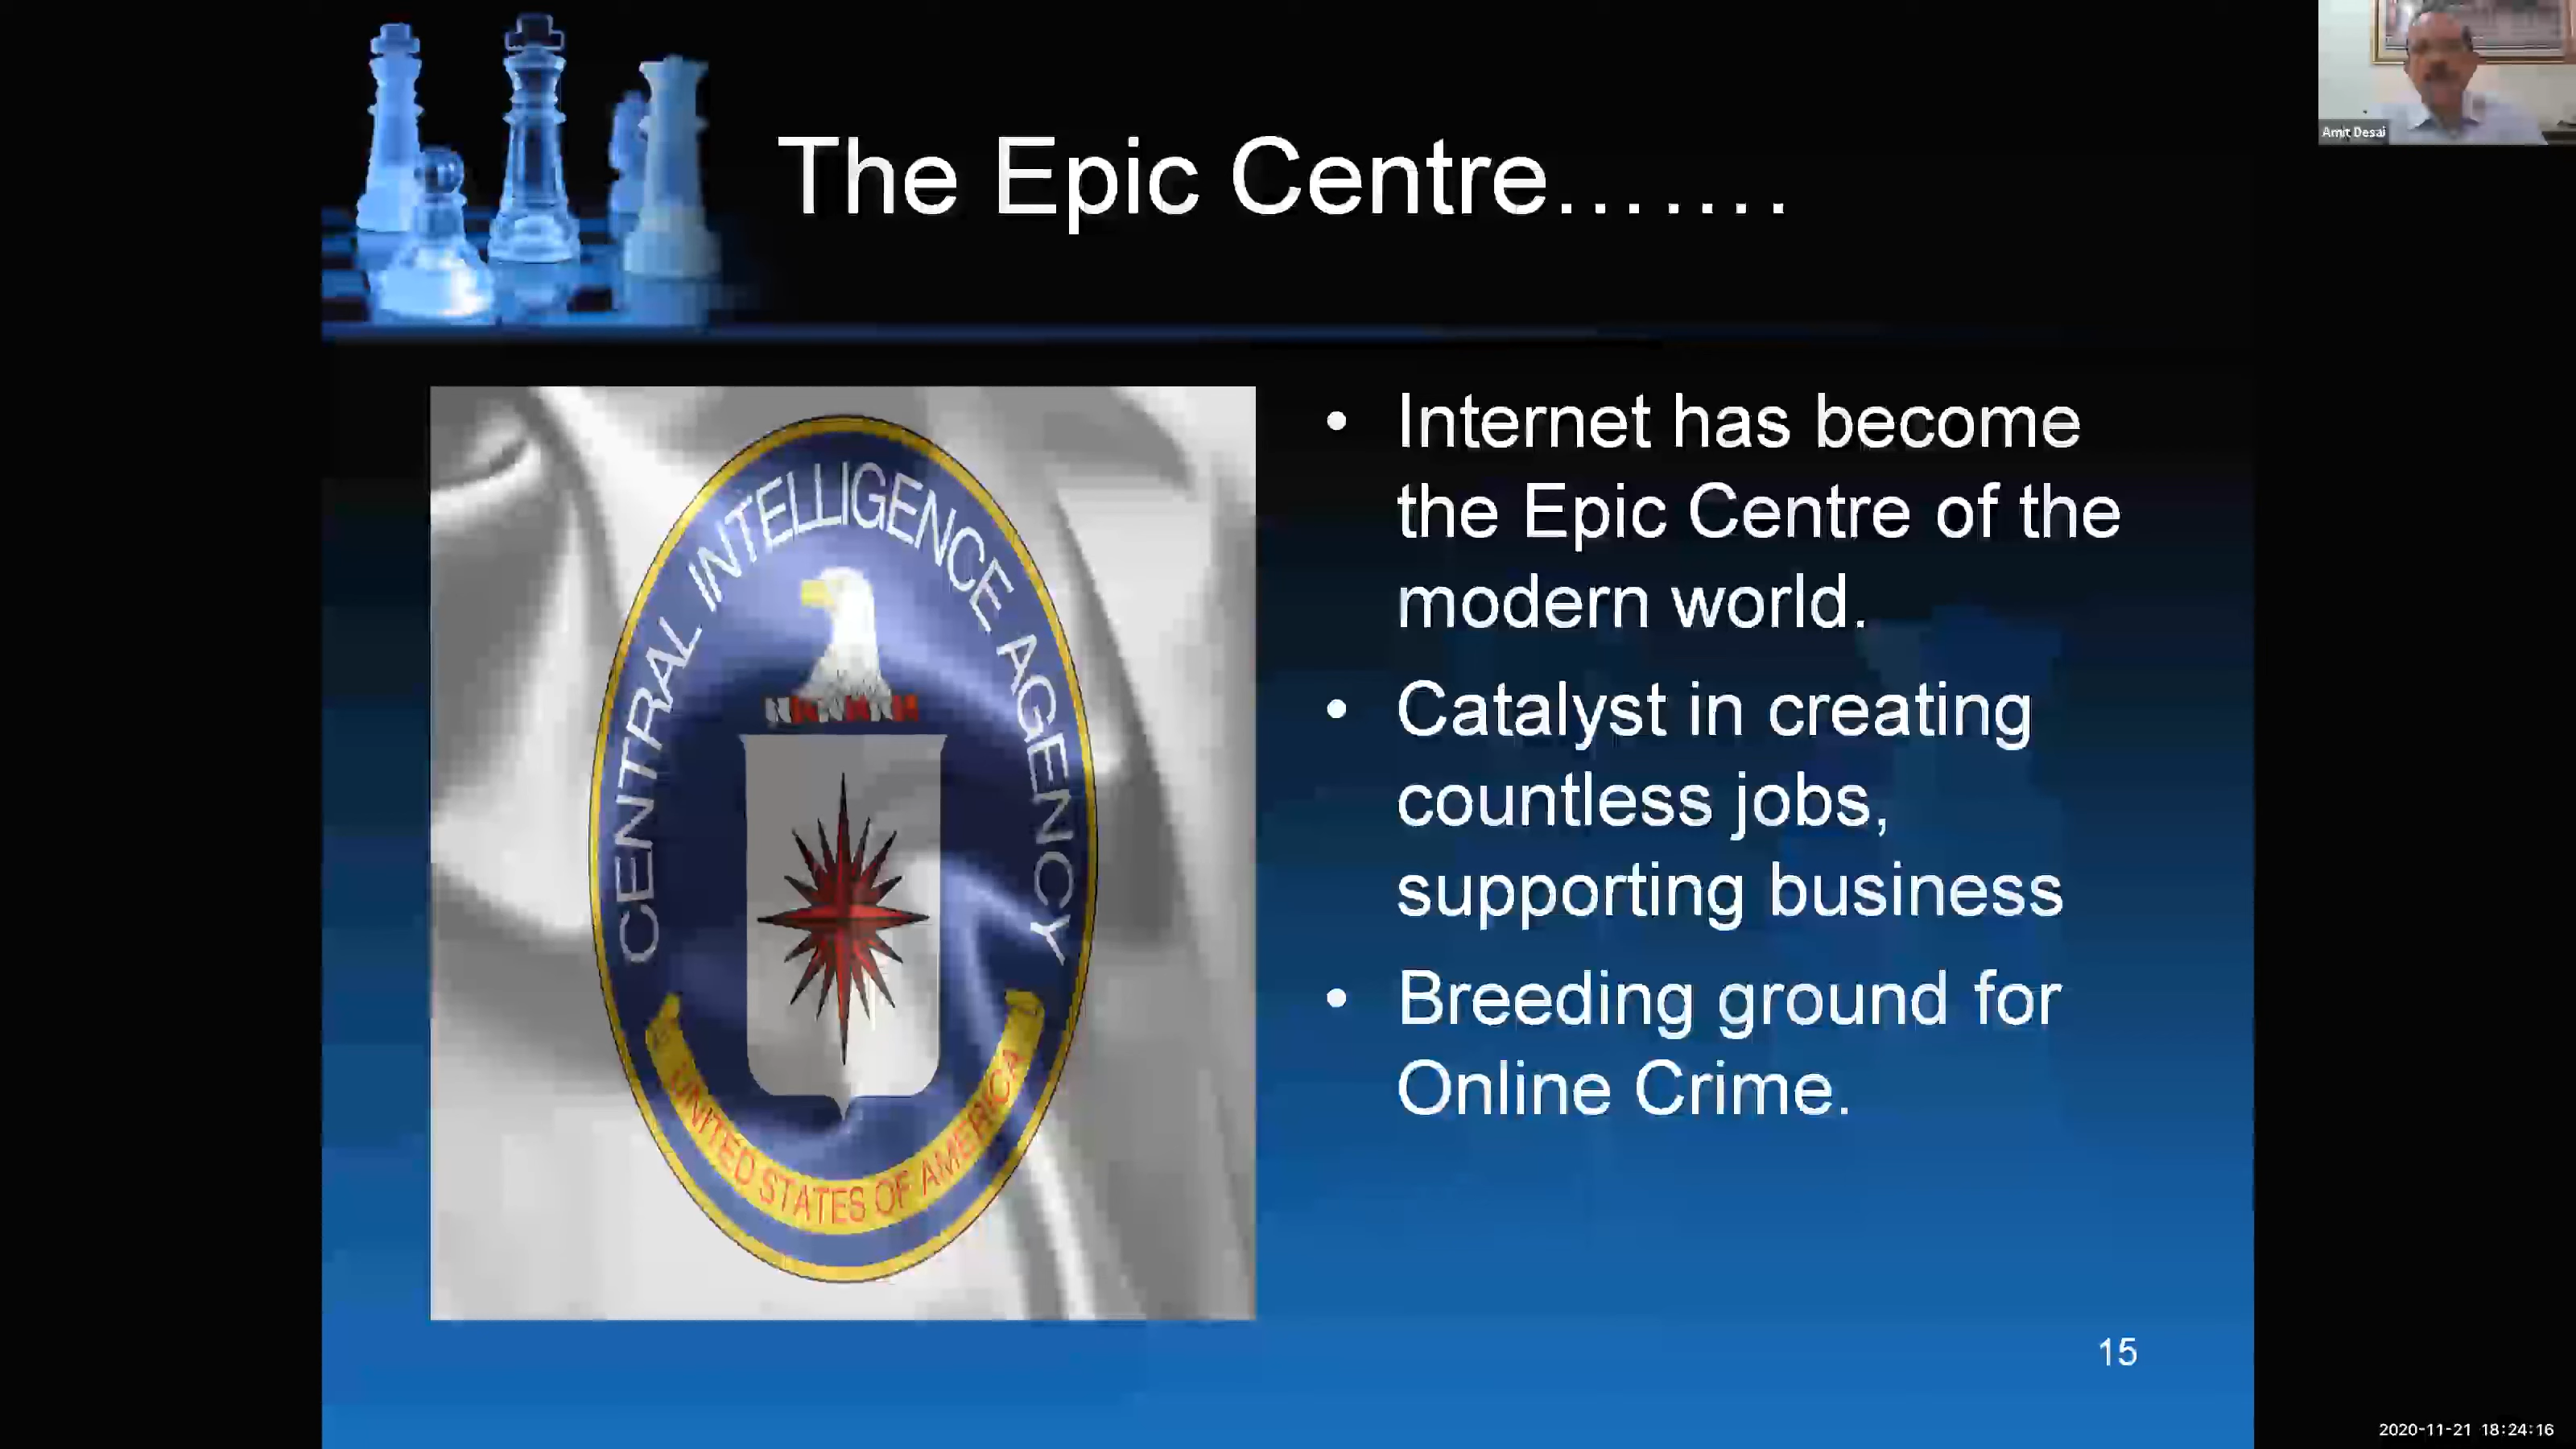 The Epic Centre.......
Amit Desai
CENTRAL INTELLIGENCE AGENCY
UNITED STATES OF AMERICA
• Internet has become
the Epic Centre of the
modern world.
• Catalyst in creating
countless jobs,
supporting business
• Breeding ground for
Online Crime.
15
2020-11-21 18:24:16